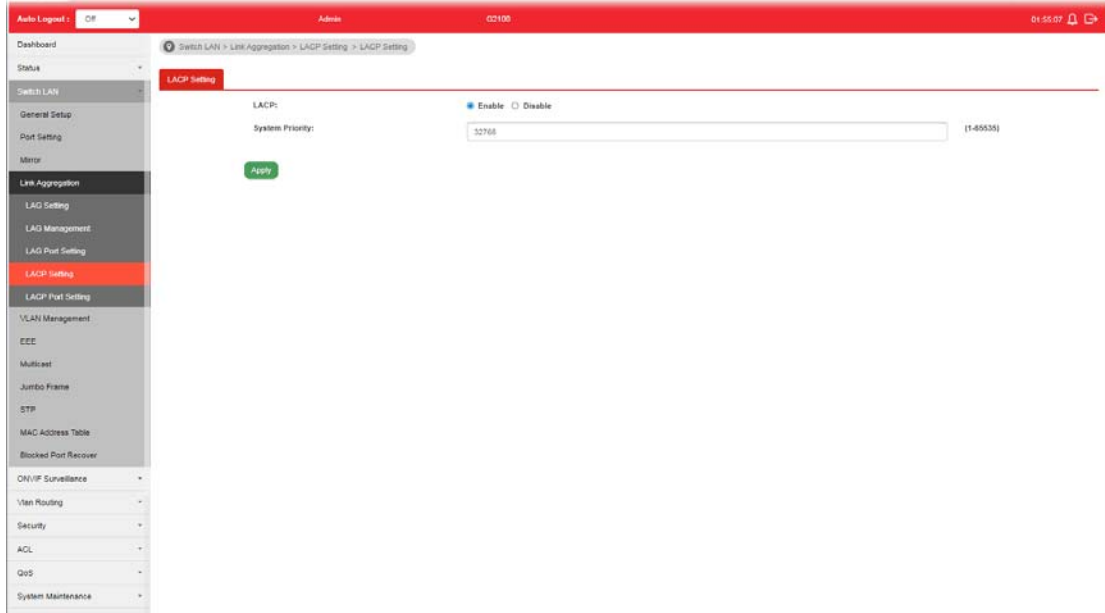 Auto Logout : Off Admin G2100 01:55:07
Dashboard
Switch LAN > Link Aggregation > LACP Setting > LACP Setting
Status
LACP Setting
Switch LAN
LACP: Enable Disable
General Setup
System Priority: 32768 (1-65535)
Port Setting
Mirror
Apply
Link Aggregation
LAG Setting
LAG Management
LAG Port Setting
LACP Setting
LACP Port Setting
VLAN Management
EEE
Multicast
Jumbo Frame
STP
MAC Address Table
Blocked Port Recover
ONVIF Surveillance
Vlan Routing
Security
ACL
QoS
System Maintenance